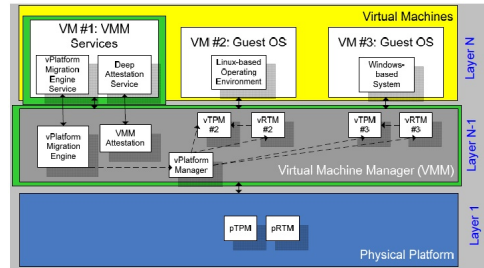 Virtual Machines
VM #1: VMM
Services
vPlatform
Migration
Engine
Service
Deep
Attestation
Service
VM #2: Guest OS
Linux-based
Operating
Environment
VM #3: Guest OS
Windows-
based
System
Layer N
vPlatform
Migration
Engine
VMM
Attestation
vPlatform
Manager
vTPM
#2
vRTM
#2
vTPM
#3
vRTM
#3
Virtual Machine Manager (VMM)
Layer N-1
pTPM
pRTM
Physical Platform
Layer 1